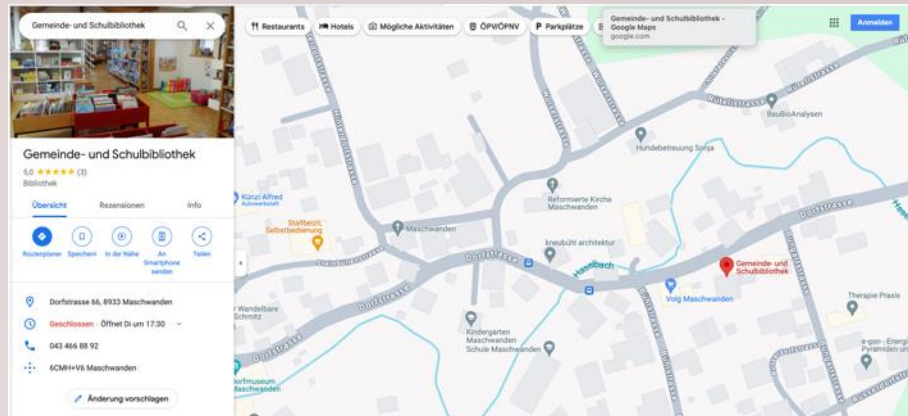 Gemeinde- und Schulbibliothek
Gemeinde- und Schulbibliothek
5,0 ★★★★★ (3)
Bibliothek
Übersicht Rezensionen Info
Routenplaner Speichern In der Nähe An Smartphone senden Teilen
Dorfstrasse 66, 8933 Maschwanden
Geschlossen · Öffnet Di um 17:30
043 466 88 92
6CMH+V6 Maschwanden
Änderung vorschlagen
Restaurants Hotels Mögliche Aktivitäten ÖPV/ÖPNV Parkplätze
Gemeinde- und Schulbibliothek -
Google Maps
google.com
Anmelden
Rütelistrasse
BauBioAnalysen
Wolserstrasse
Wolserstrasse
Hundebetreuung Sonja
Künzi Alfred
Autowerkstatt
Reformierte Kirche
Maschwanden
Stallbeizli,
Selbstbedienung
Maschwanden
Dorfstrasse
kneubühl architektur
Dorfstrasse
Haselbach
Gemeinde- und
Schulbibliothek
Volg Maschwanden
Therapie Praxis
Dorfstrasse
Kindergarten
Maschwanden
Schule Maschwanden
Dorfstrasse